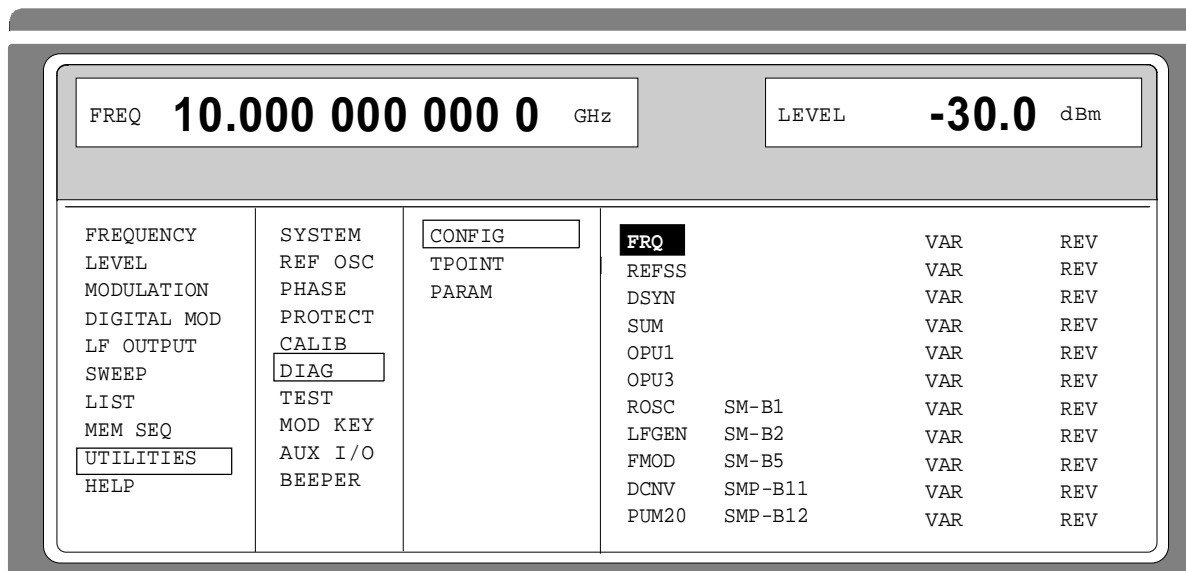 FREQ 10.000 000 000 0 GHz LEVEL -30.0 dBm
FREQUENCY
LEVEL
MODULATION
DIGITAL MOD
LF OUTPUT
SWEEP
LIST
MEM SEQ
UTILITIES
HELP
SYSTEM
REF OSC
PHASE
PROTECT
CALIB
DIAG
TEST
MOD KEY
AUX I/O
BEEPER
CONFIG
TPOINT
PARAM
FRQ VAR REV
REFSS VAR REV
DSYN VAR REV
SUM VAR REV
OPU1 VAR REV
OPU3 VAR REV
ROSC SM-B1 VAR REV
LFGEN SM-B2 VAR REV
FMOD SM-B5 VAR REV
DCNV SMP-B11 VAR REV
PUM20 SMP-B12 VAR REV